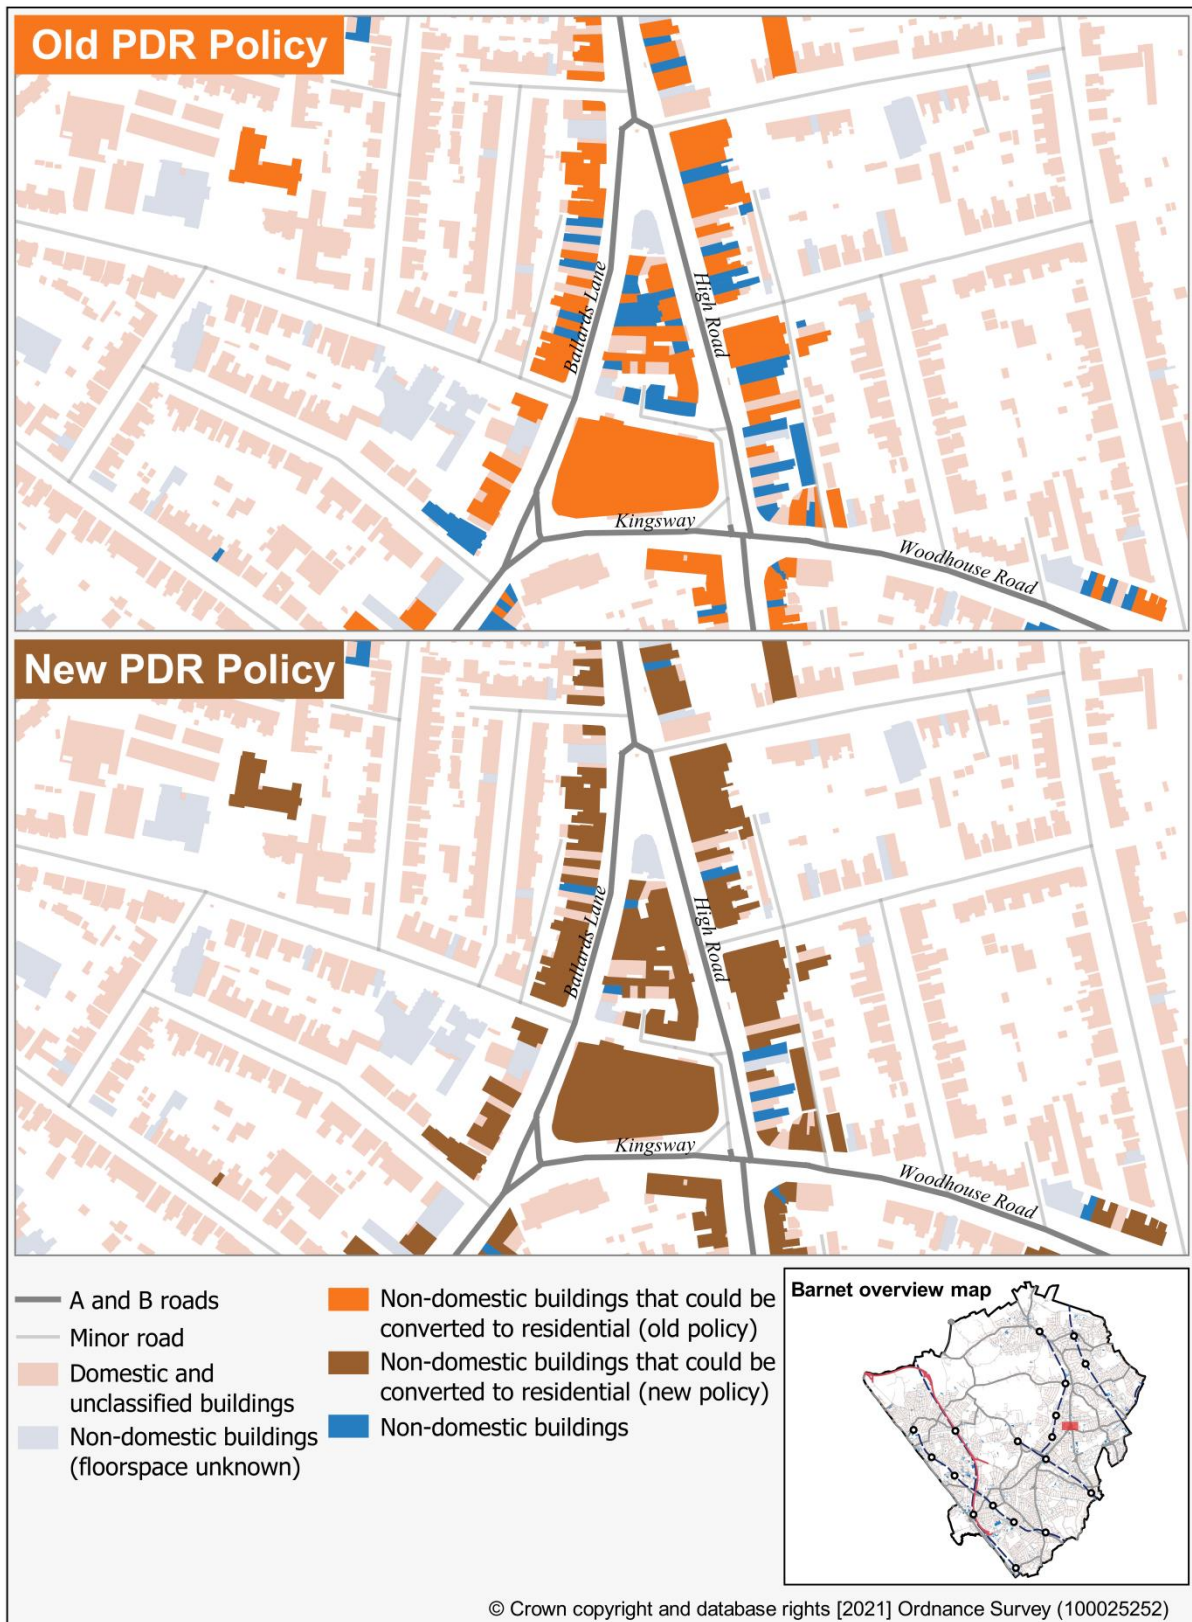 Old PDR Policy
Ballards Lane
High Road
Kingsway
Woodhouse Road
New PDR Policy
Ballards Lane
High Road
Kingsway
Woodhouse Road
A and B roads
Minor road
Domestic and
unclassified buildings
Non-domestic buildings
(floorspace unknown)
Non-domestic buildings that could be
converted to residential (old policy)
Non-domestic buildings that could be
converted to residential (new policy)
Non-domestic buildings
Barnet overview map
© Crown copyright and database rights [2021] Ordnance Survey (100025252)